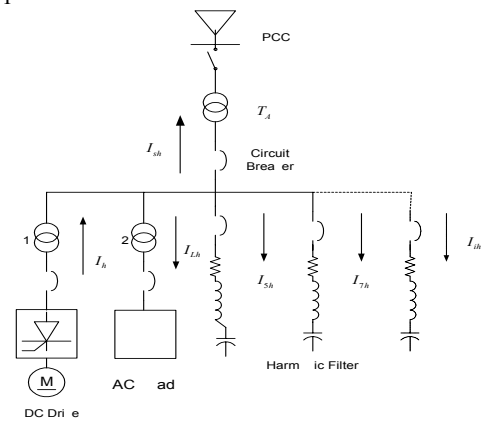 PCC
T_A
I_sh
Circuit
Brea er
1
2
I_h
I_Lh
I_5h
I_7h
I_ih
M
AC ad
Harm ic Filter
DC Dri e